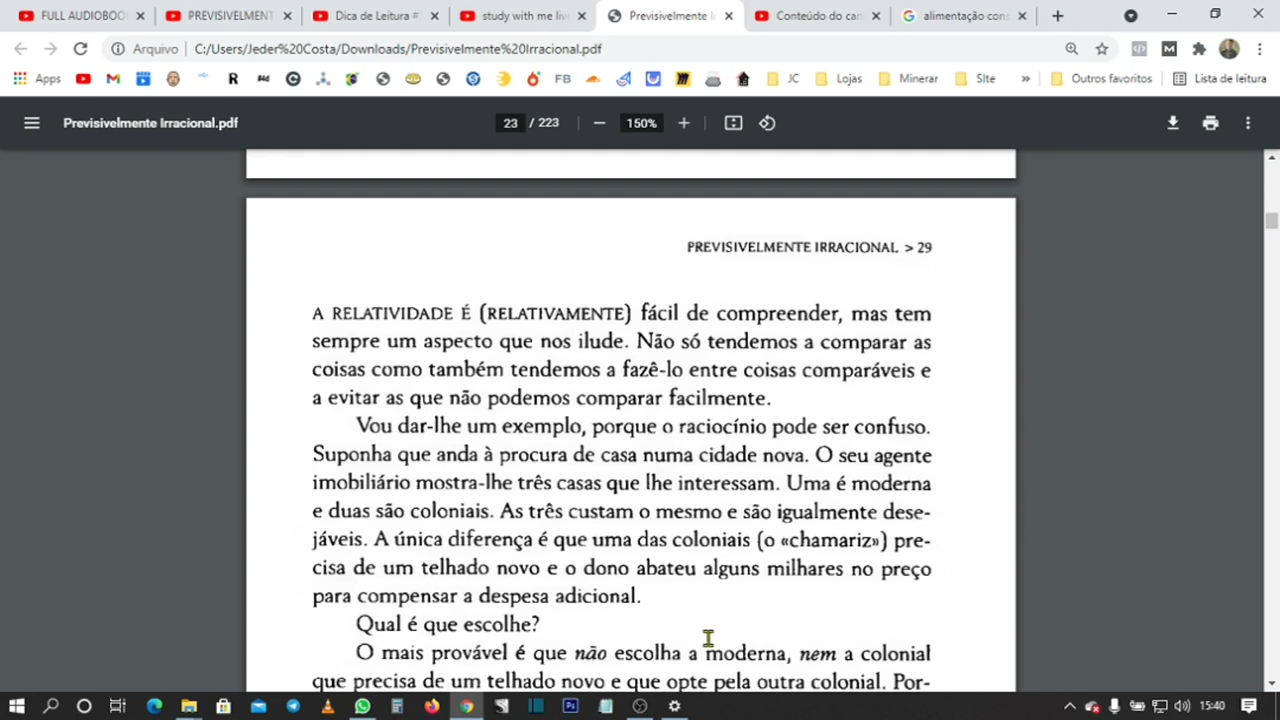 FULL AUDIOBOO
PREVISIVELMENT
Dica de Leitura #
study with me live
Previsivelmente I
Conteúdo do can
alimentação cons
Arquivo C:/Users/Jeder%20Costa/Downloads/Previsivelmente%20Irracional.pdf
Apps
FB
JC
Lojas
Minerar
SIte
»
Outros favoritos
Lista de leitura
Previsivelmente Irracional.pdf
23 / 223
150%
PREVISIVELMENTE IRRACIONAL > 29
A RELATIVIDADE É (RELATIVAMENTE) fácil de compreender, mas tem
sempre um aspecto que nos ilude. Não só tendemos a comparar as
coisas como também tendemos a fazê-lo entre coisas comparáveis e
a evitar as que não podemos comparar facilmente.
Vou dar-lhe um exemplo, porque o raciocínio pode ser confuso.
Suponha que anda à procura de casa numa cidade nova. O seu agente
imobiliário mostra-lhe três casas que lhe interessam. Uma é moderna
e duas são coloniais. As três custam o mesmo e são igualmente dese-
jáveis. A única diferença é que uma das coloniais (o «chamariz») pre-
cisa de um telhado novo e o dono abateu alguns milhares no preço
para compensar a despesa adicional.
Qual é que escolhe?
O mais provável é que não escolha a moderna, nem a colonial
que precisa de um telhado novo e que opte pela outra colonial. Por-
15:40